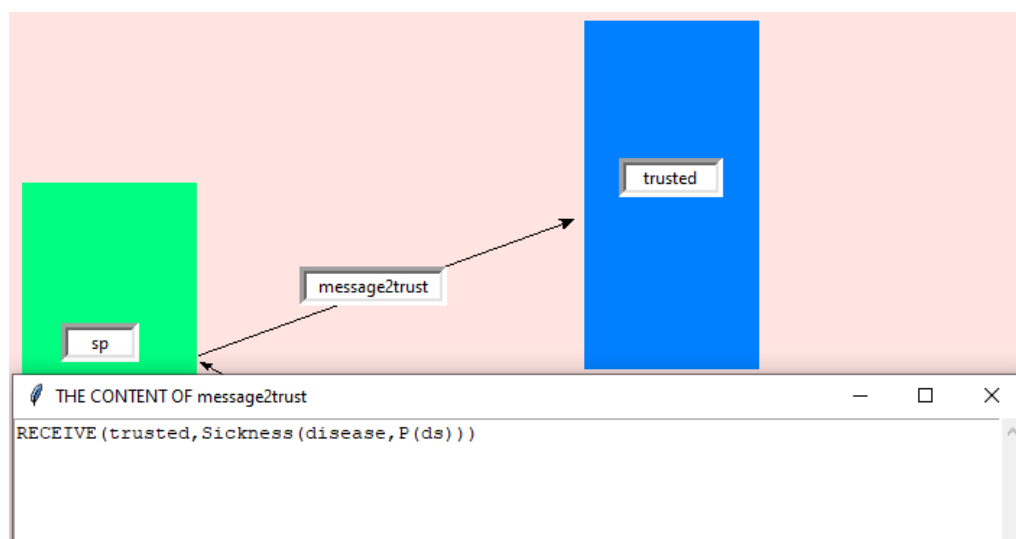 trusted
message2trust
sp
THE CONTENT OF message2trust
RECEIVE(trusted,Sickness(disease,P(ds)))